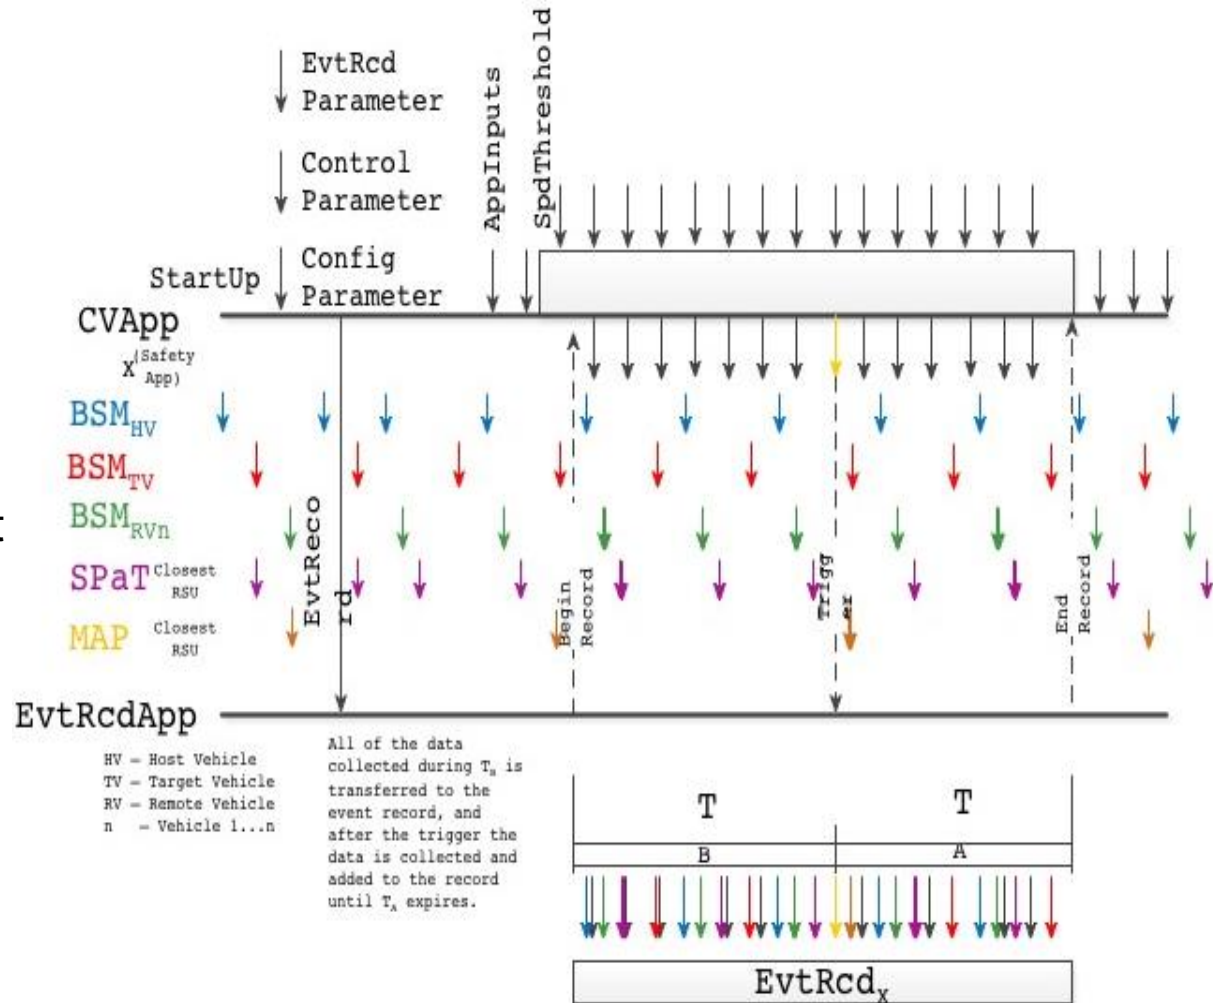 EvtRcd
Parameter
Control
Parameter
Config
Parameter
AppInputs
SpdThreshold
StartUp
CVApp
x(Safety
App)
BSMHV
BSMTV
BSMRVn
SPaT Closest
RSU
MAP Closest
RSU
EvtReco
rd
Begin
Record
Trigg
er
End
Record
EvtRcdApp
HV – Host Vehicle
TV – Target Vehicle
RV – Remote Vehicle
n – Vehicle 1...n
All of the data
collected during TB is
transferred to the
event record, and
after the trigger the
data is collected and
added to the record
until TA expires.
T
T
B
A
EvtRcdx